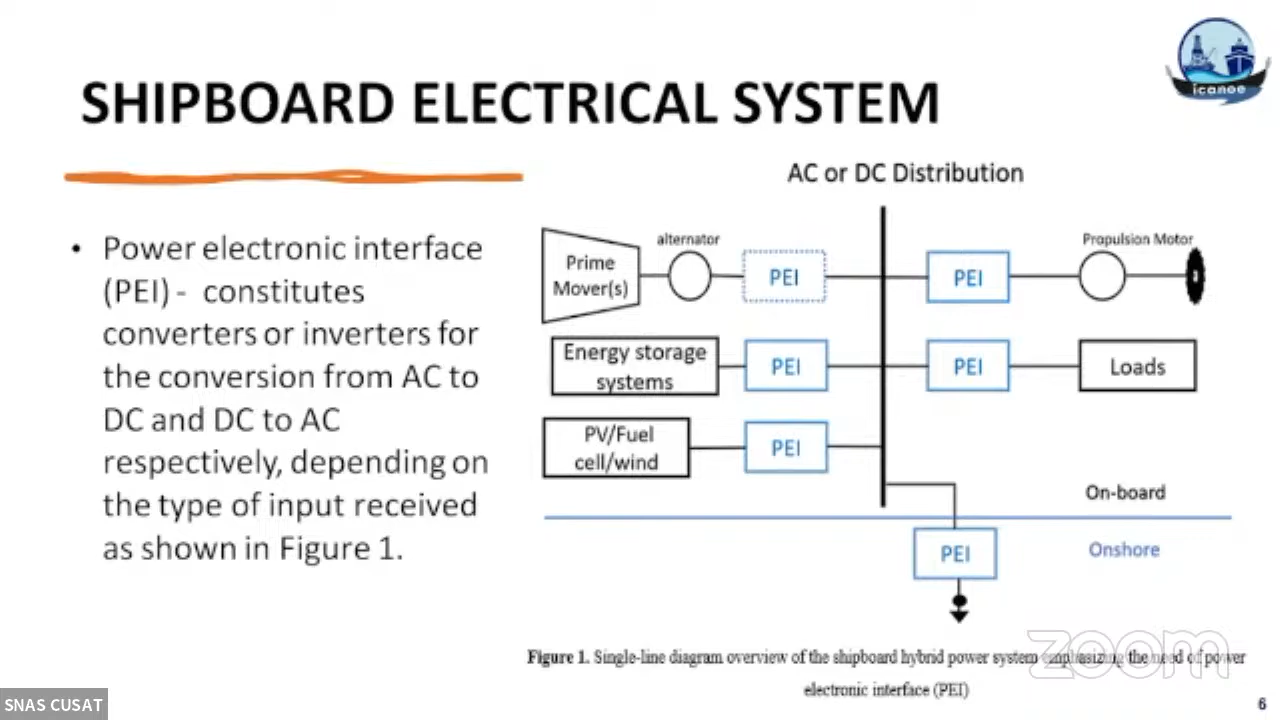 icanoe
SHIPBOARD ELECTRICAL SYSTEM
• Power electronic interface
(PEI) - constitutes
converters or inverters for
the conversion from AC to
DC and DC to AC
respectively, depending on
the type of input received
as shown in Figure 1.
AC or DC Distribution
alternator
Propulsion Motor
Prime
Mover(s)
PEI
PEI
Energy storage
systems
PEI
PEI
Loads
PV/Fuel
cell/wind
PEI
On-board
PEI
Onshore
zoom
Figure 1. Single-line diagram overview of the shipboard hybrid power system emphasizing the need of power
electronic interface (PEI)
SNAS CUSAT
6